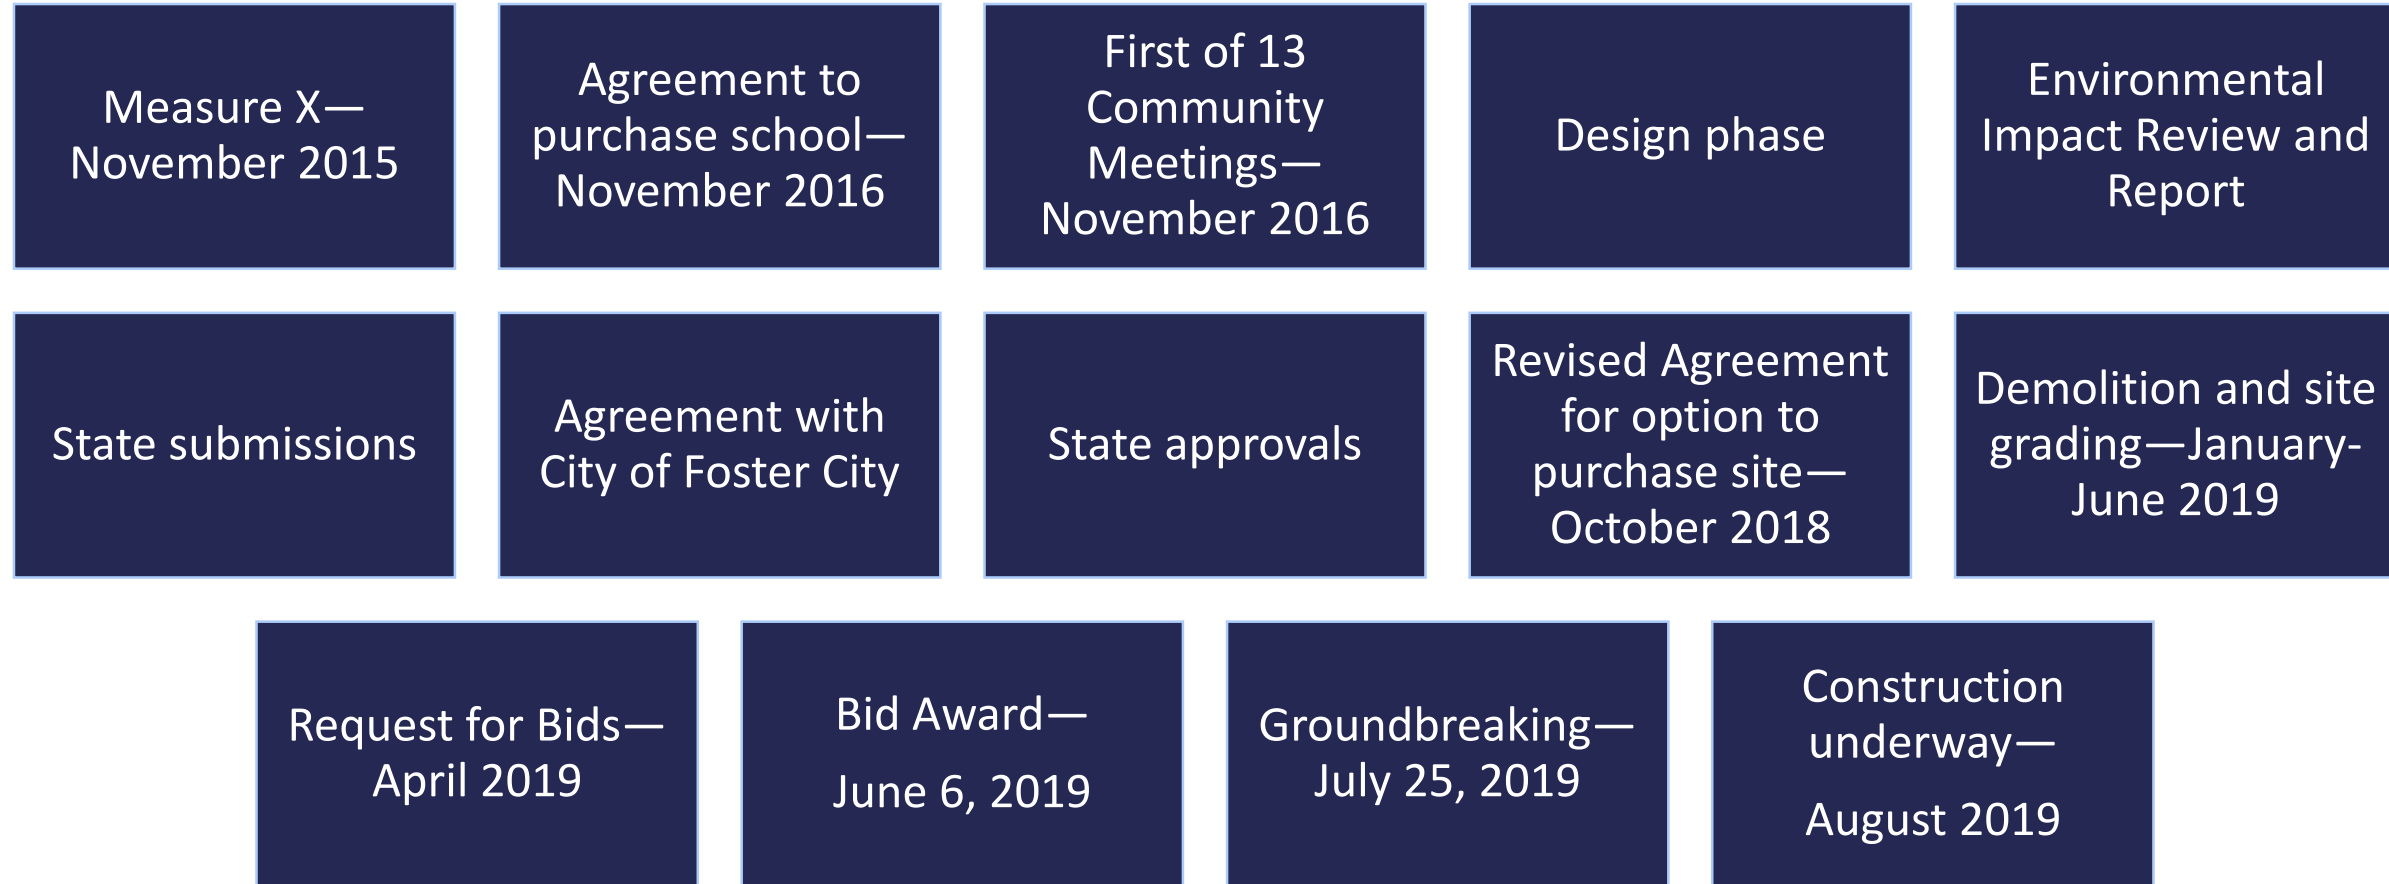 Measure X—
November 2015
Agreement to
purchase school—
November 2016
First of 13
Community
Meetings—
November 2016
Design phase
Environmental
Impact Review and
Report
State submissions
Agreement with
City of Foster City
State approvals
Revised Agreement
for option to
purchase site—
October 2018
Demolition and site
grading—January-
June 2019
Request for Bids—
April 2019
Bid Award—
June 6, 2019
Groundbreaking—
July 25, 2019
Construction
underway—
August 2019